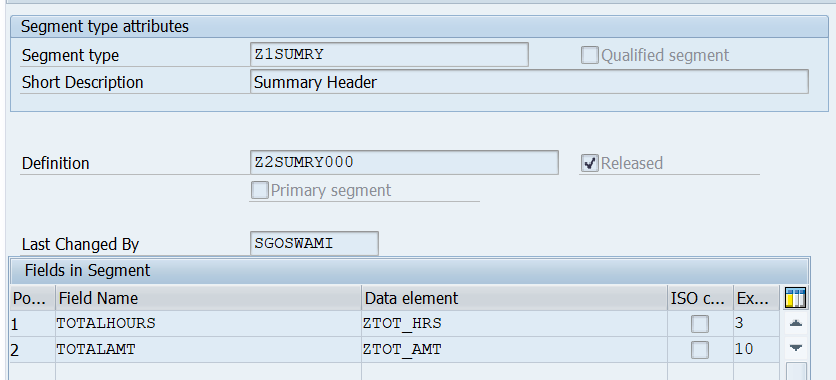 Segment type attributes
Segment type Z1SUMRY Qualified segment
Short Description Summary Header
Definition Z2SUMRY000 Released
Primary segment
Last Changed By SGOSWAMI
Fields in Segment
Po... Field Name Data element ISO c... Ex...
1 TOTALHOURS ZTOT_HRS 3
2 TOTALAMT ZTOT_AMT 10